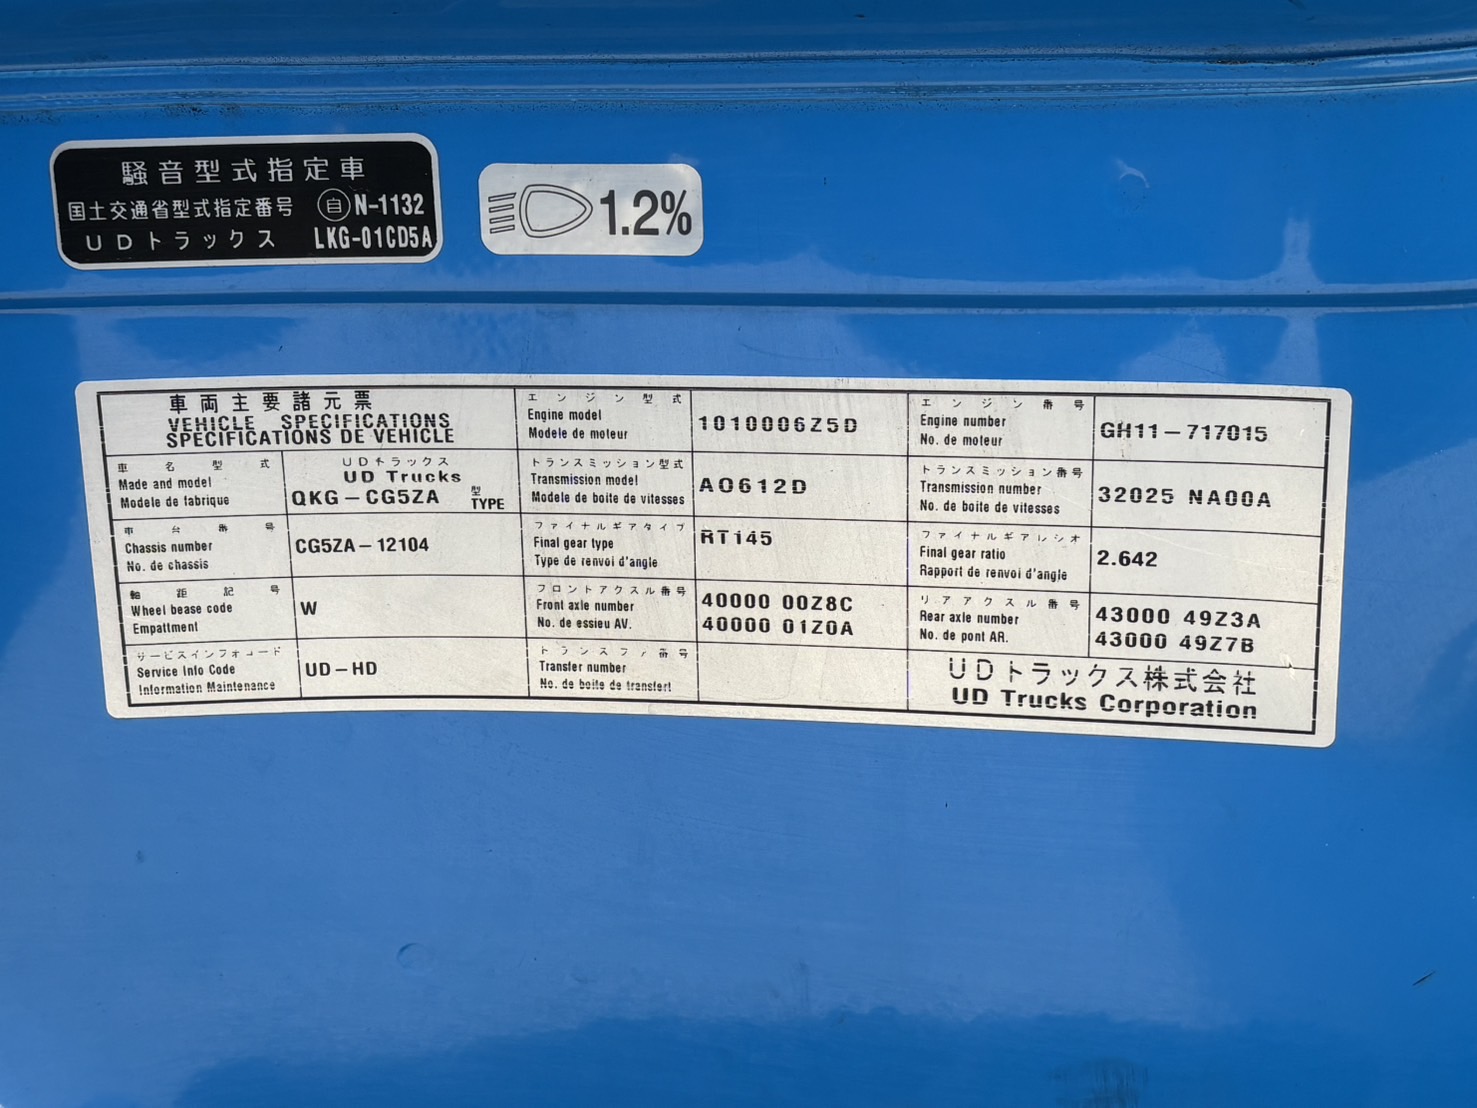 騒音型式指定車
国土交通省型式指定番号 自 N-1132
UDトラックス LKG-01CD5A
1.2%
車両主要諸元票
VEHICLE SPECIFICATIONS
SPECIFICATIONS DE VEHICLE
車名型式
Made and model
Modele de fabrique
UDトラックス
UD Trucks
QKG-CG5ZA 型
TYPE
車台番号
Chassis number
No. de chassis
CG5ZA-12104
軸距記号
Wheel bease code
Empattment
W
サービスインフォコード
Service Info Code
Information Maintenance
UD-HD
エンジン型式
Engine model
Modele de moteur
1010006Z5D
トランスミッション型式
Transmission model
Modele de boite de vitesses
AO612D
ファイナルギアタイプ
Final gear type
Type de renvoi d'angle
RT145
フロントアクスル番号
Front axle number
No. de essieu AV.
40000 00Z8C
40000 01Z0A
トランスファ番号
Transfer number
No. de boite de transfert
エンジン番号
Engine number
No. de moteur
GH11-717015
トランスミッション番号
Transmission number
No. de boite de vitesses
32025 NA00A
ファイナルギアレシオ
Final gear ratio
Rapport de renvoi d'angle
2.642
リアアクスル番号
Rear axle number
No. de pont AR.
43000 49Z3A
43000 49Z7B
UDトラックス株式会社
UD Trucks Corporation